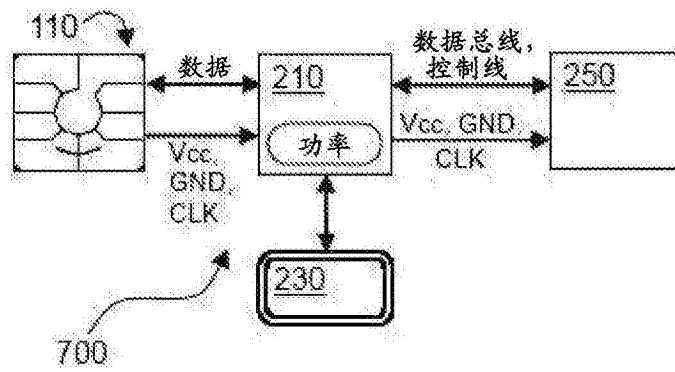 110
数据
210
数据总线，
控制线
250
功率
Vcc,
GND,
CLK
Vcc, GND
CLK
230
700